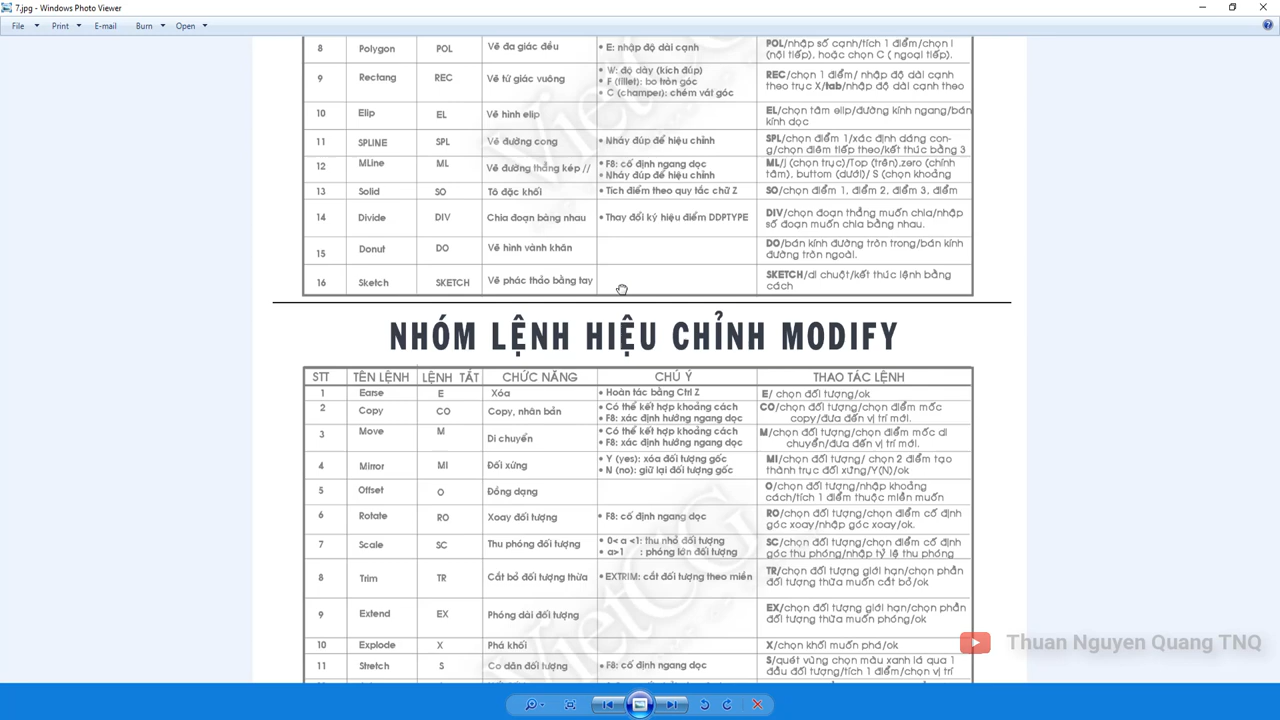 7.jpg - Windows Photo Viewer
File Print E-mail Burn Open
8 Polygon POL Vẽ đa giác đều • E: nhập độ dài cạnh POL/nhập số cạnh/tích 1 điểm/chọn I
(nội tiếp), hoặc chọn C ( ngoại tiếp).
9 Rectang REC Vẽ tứ giác vuông • W: độ dày (kích đúp) REC/chọn 1 điểm/ nhập độ dài cạnh
• F (fillet): bo tròn góc theo trục X/tab/nhập độ dài cạnh theo
• C (champer): chém vát góc
10 Elip EL Vẽ hình elip EL/chọn tâm elip/đường kính ngang/bán
kính dọc
11 SPLINE SPL Vẽ đường cong • Nháy đúp để hiệu chỉnh SPL/chọn điểm 1/xác định dáng con-
g/chọn điểm tiếp theo/kết thúc bằng 3
12 MLine ML Vẽ đường thẳng kép // • F8: cố định ngang dọc ML/j (chọn trục)/Top (trên),zero (chính
• Nháy đúp để hiệu chỉnh tâm), buttom (dưới)/ S (chọn khoảng
13 Solid SO Tô đặc khối • Tích điểm theo quy tắc chữ Z SO/chọn điểm 1, điểm 2, điểm 3, điểm
14 Divide DIV Chia đoạn bằng nhau • Thay đổi ký hiệu điểm DDPTYPE DIV/chọn đoạn thẳng muốn chia/nhập
số đoạn muốn chia bằng nhau.
15 Donut DO Vẽ hình vành khăn DO/bán kính đường tròn trong/bán kính
đường tròn ngoài.
16 Sketch SKETCH Vẽ phác thảo bằng tay SKETCH/di chuột/kết thúc lệnh bằng
cách
NHÓM LỆNH HIỆU CHỈNH MODIFY
STT TÊN LỆNH LỆNH TẮT CHỨC NĂNG CHÚ Ý THAO TÁC LỆNH
1 Earse E Xóa • Hoàn tác bằng Ctrl Z E/ chọn đối tượng/ok
2 Copy CO Copy, nhân bản • Có thể kết hợp khoảng cách CO/chọn đối tượng/chọn điểm mốc
• F8: xác định hướng ngang dọc copy/đưa đến vị trí mới.
3 Move M Di chuyển • Có thể kết hợp khoảng cách M/chọn đối tượng/chọn điểm mốc di
• F8: xác định hướng ngang dọc chuyển/đưa đến vị trí mới.
4 Mirror MI Đối xứng • Y (yes): xóa đối tượng gốc MI/chọn đối tượng/ chọn 2 điểm tạo
• N (no): giữ lại đối tượng gốc thành trục đối xứng/Y(N)/ok
5 Offset O Đồng dạng O/chọn đối tượng/nhập khoảng
cách/tích 1 điểm thuộc miền muốn
6 Rotate RO Xoay đối tượng • F8: cố định ngang dọc RO/chọn đối tượng/chọn điểm cố định
góc xoay/nhập góc xoay/ok.
7 Scale SC Thu phóng đối tượng • 0< a <1: thu nhỏ đối tượng SC/chọn đối tượng/chọn điểm cố định
• a>1 : phóng lớn đối tượng góc thu phóng/nhập tỷ lệ thu phóng
8 Trim TR Cắt bỏ đối tượng thừa • EXTRIM: cắt đối tượng theo miền TR/chọn đối tượng giới hạn/chọn phần
đối tượng thừa muốn cắt bỏ/ok
9 Extend EX Phóng dài đối tượng EX/chọn đối tượng giới hạn/chọn phần
đối tượng thừa muốn phóng/ok
10 Explode X Phá khối X/chọn khối muốn phá/ok
11 Stretch S Co dãn đối tượng • F8: cố định ngang dọc S/quét vùng chọn màu xanh lá qua 1
đầu đối tượng/tích 1 điểm/chọn vị trí
VietCG
VietCG
Thuan Nguyen Quang TNQ